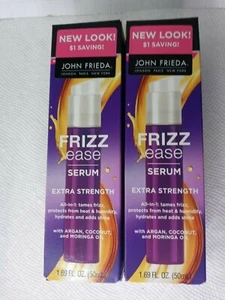 NEW LOOK!
$1 SAVING!
JOHN FRIEDA
LONDON PARIS NEW YORK
FRIZZ
ease
SERUM
EXTRA STRENGTH
All-in-1: tames frizz,
protects from heat & humidity,
hydrates and adds shine
with ARGAN, COCONUT,
and MORINGA OIL
1.69 FL. OZ. (50mL)
NEW LOOK!
$1 SAVING!
JOHN FRIEDA
LONDON PARIS NEW YORK
FRIZZ
ease
SERUM
EXTRA STRENGTH
All-in-1: tames frizz,
protects from heat & humidity,
hydrates and adds shine
with ARGAN, COCONUT,
and MORINGA OIL
1.69 FL. OZ. (50mL)